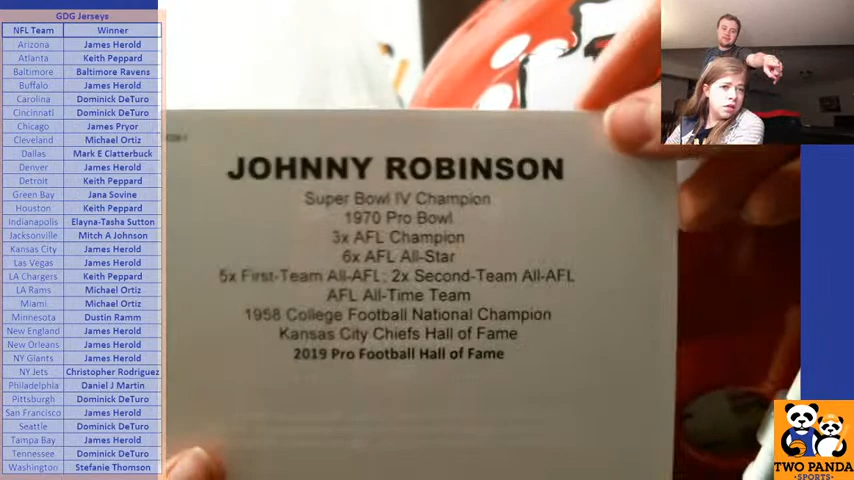 GDG Jerseys
NFL Team Winner
Arizona James Herold
Atlanta Keith Peppard
Baltimore Baltimore Ravens
Buffalo James Herold
Carolina Dominick DeTuro
Cincinnati Dominick DeTuro
Chicago James Pryor
Cleveland Michael Ortiz
Dallas Mark E Clatterbuck
Denver James Herold
Detroit Keith Peppard
Green Bay Jana Sovine
Houston Keith Peppard
Indianapolis Elayna-Tasha Sutton
Jacksonville Mitch A Johnson
Kansas City James Herold
Las Vegas James Herold
LA Chargers Keith Peppard
LA Rams Michael Ortiz
Miami Michael Ortiz
Minnesota Dustin Ramm
New England James Herold
New Orleans James Herold
NY Giants James Herold
NY Jets Christopher Rodriguez
Philadelphia Daniel J Martin
Pittsburgh Dominick DeTuro
San Francisco James Herold
Seattle Dominick DeTuro
Tampa Bay James Herold
Tennessee Dominick DeTuro
Washington Stefanie Thomson
JOHNNY ROBINSON
Super Bowl IV Champion
1970 Pro Bowl
3x AFL Champion
6x AFL All-Star
5x First-Team All-AFL; 2x Second-Team All-AFL
AFL All-Time Team
1958 College Football National Champion
Kansas City Chiefs Hall of Fame
2019 Pro Football Hall of Fame
TWO PANDA
SPORTS